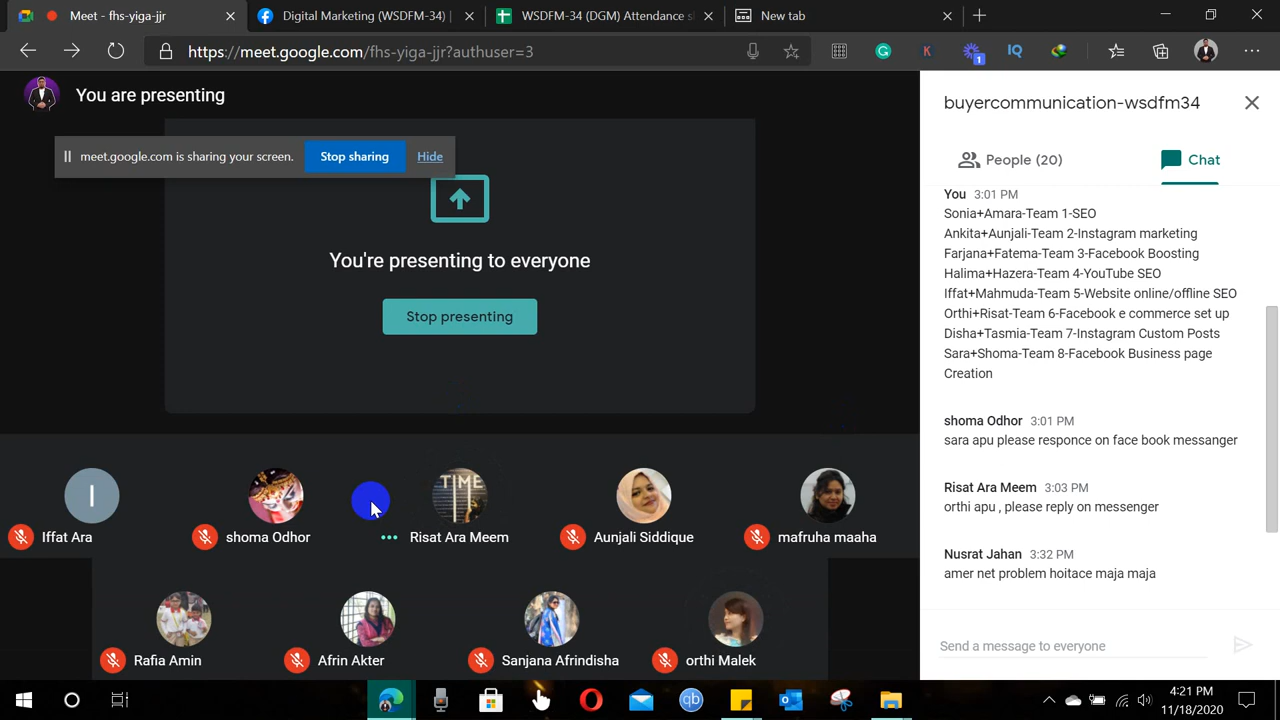 Meet - fhs-yiga-jjr
Digital Marketing (WSDFM-34) |
WSDFM-34 (DGM) Attendance s
New tab
https://meet.google.com/fhs-yiga-jjr?authuser=3
1
You are presenting
meet.google.com is sharing your screen.
Stop sharing
Hide
You're presenting to everyone
Stop presenting
I
TIME
Iffat Ara
shoma Odhor
Risat Ara Meem
Aunjali Siddique
mafruha maaha
Rafia Amin
Afrin Akter
Sanjana Afrindisha
orthi Malek
buyercommunication-wsdfm34
People (20)
Chat
You 3:01 PM
Sonia+Amara-Team 1-SEO
Ankita+Aunjali-Team 2-Instagram marketing
Farjana+Fatema-Team 3-Facebook Boosting
Halima+Hazera-Team 4-YouTube SEO
Iffat+Mahmuda-Team 5-Website online/offline SEO
Orthi+Risat-Team 6-Facebook e commerce set up
Disha+Tasmia-Team 7-Instagram Custom Posts
Sara+Shoma-Team 8-Facebook Business page
Creation
shoma Odhor 3:01 PM
sara apu please responce on face book messanger
Risat Ara Meem 3:03 PM
orthi apu , please reply on messenger
Nusrat Jahan 3:32 PM
amer net problem hoitace maja maja
Send a message to everyone
K
IQ
qb
4:21 PM
11/18/2020